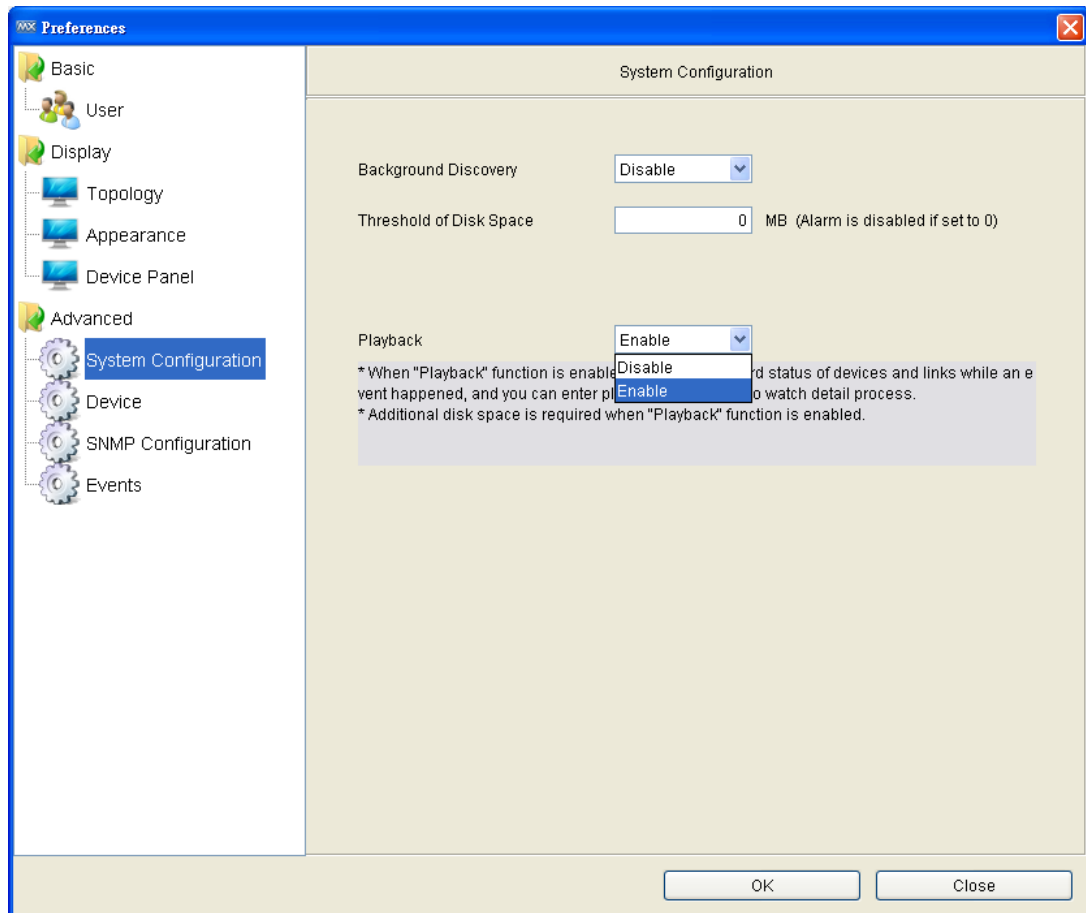 MX Preferences
Basic
User
Display
Topology
Appearance
Device Panel
Advanced
System Configuration
Device
SNMP Configuration
Events
System Configuration
Background Discovery Disable
Threshold of Disk Space 0 MB (Alarm is disabled if set to 0)
Playback Enable
Disable
Enable
* When "Playback" function is enable rd status of devices and links while an e
vent happened, and you can enter pl o watch detail process.
* Additional disk space is required when "Playback" function is enabled.
OK Close